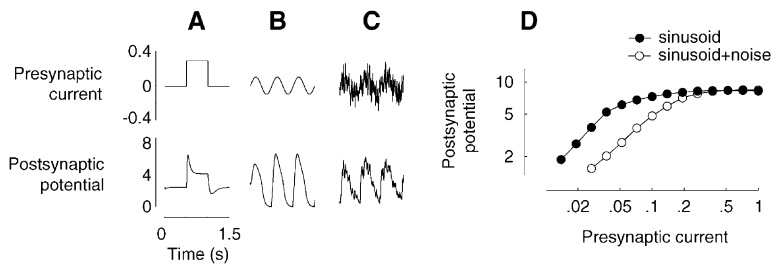 A B C D
sinusoid
sinusoid+noise
Presynaptic
current
0.4
0
-0.4
Postsynaptic
potential
8
4
0
0 1.5
Time (s)
Postsynaptic
potential
10
5
2
.02 .05 .1 .2 .5 1
Presynaptic current